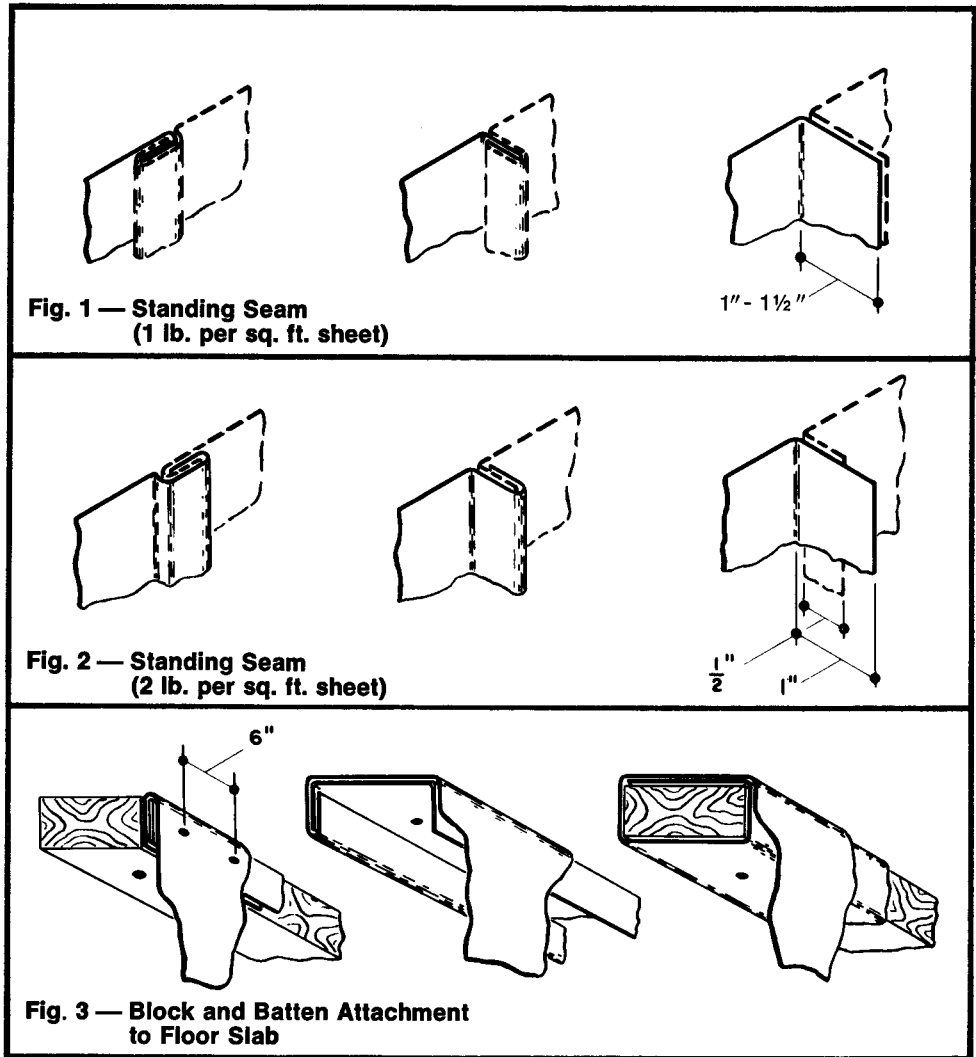 1" - 1½"
Fig. 1 — Standing Seam
(1 lb. per sq. ft. sheet)
Fig. 2 — Standing Seam
(2 lb. per sq. ft. sheet)
½"
1"
6"
Fig. 3 — Block and Batten Attachment
to Floor Slab